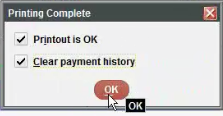 Printing Complete
Printout is OK
Clear payment history
OK
OK